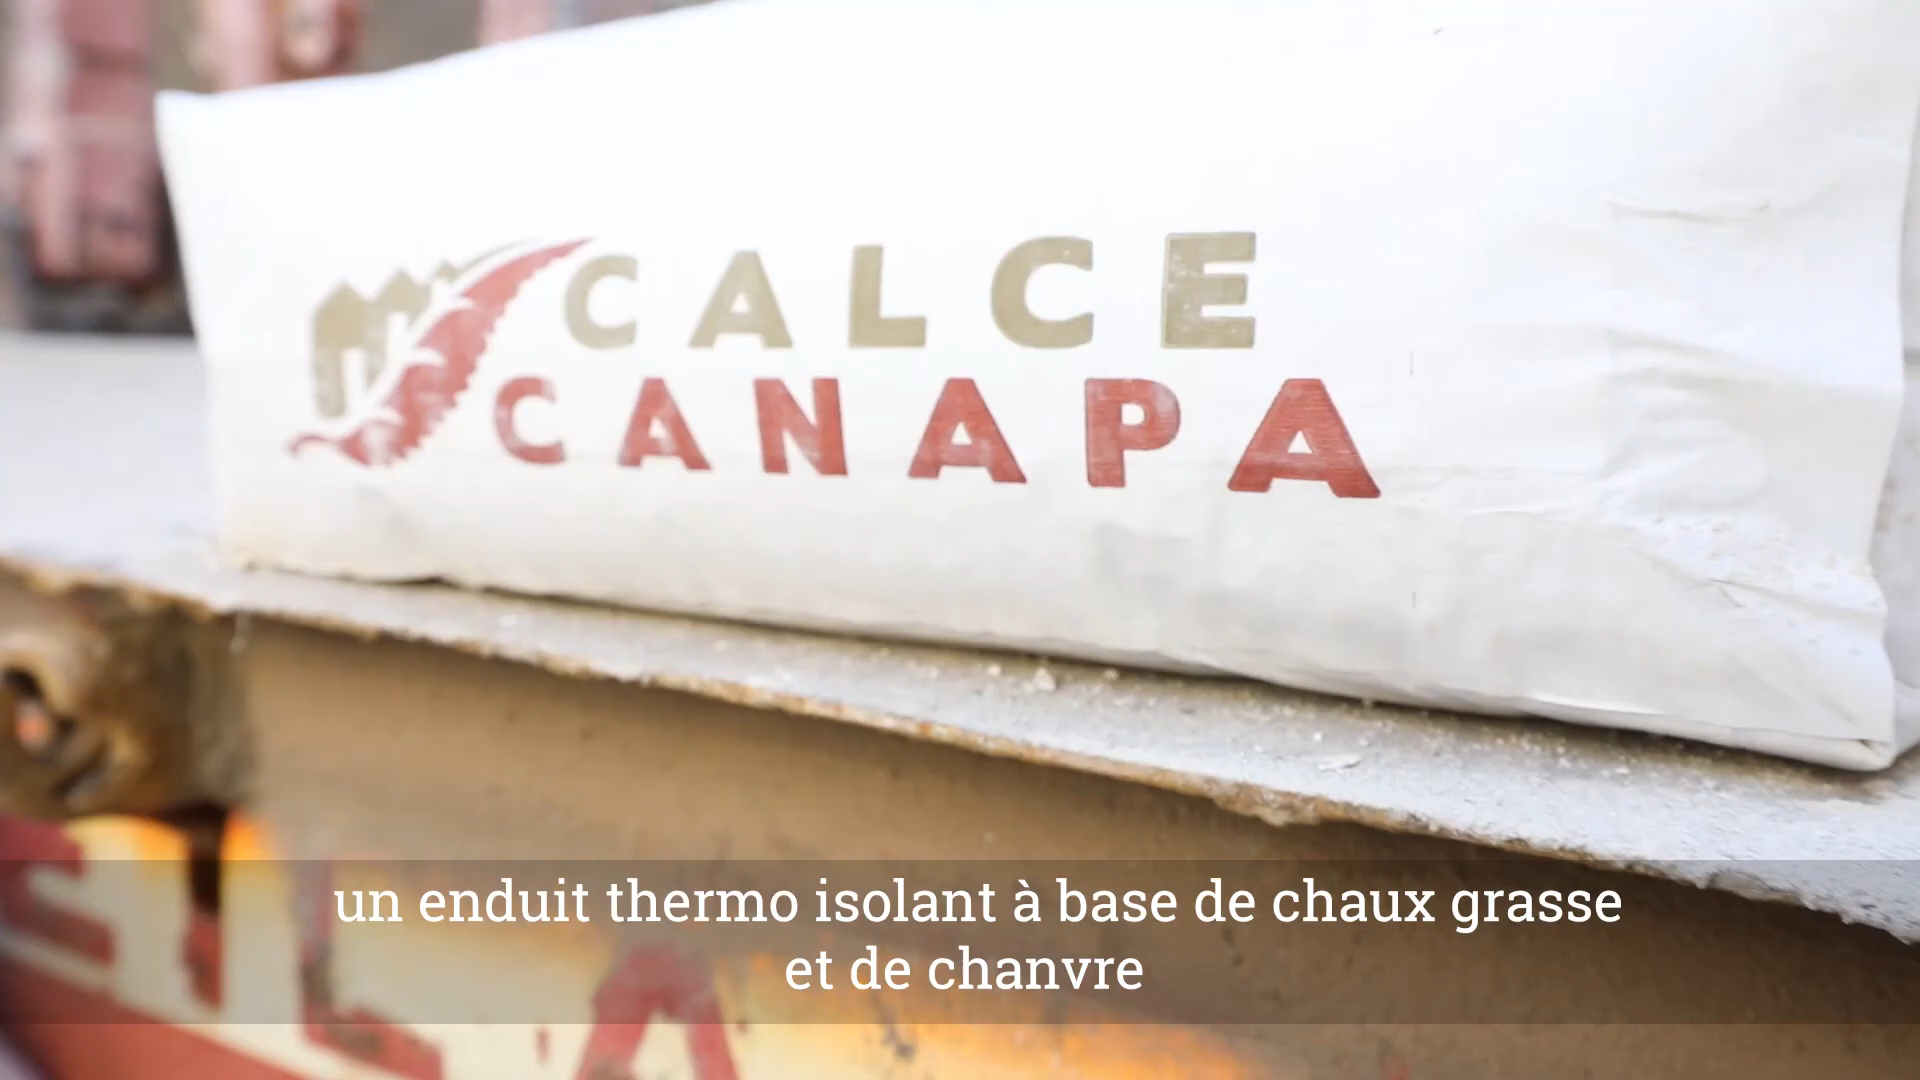 CALCE
CANAPA
un enduit thermo isolant à base de chaux grasse
et de chanvre